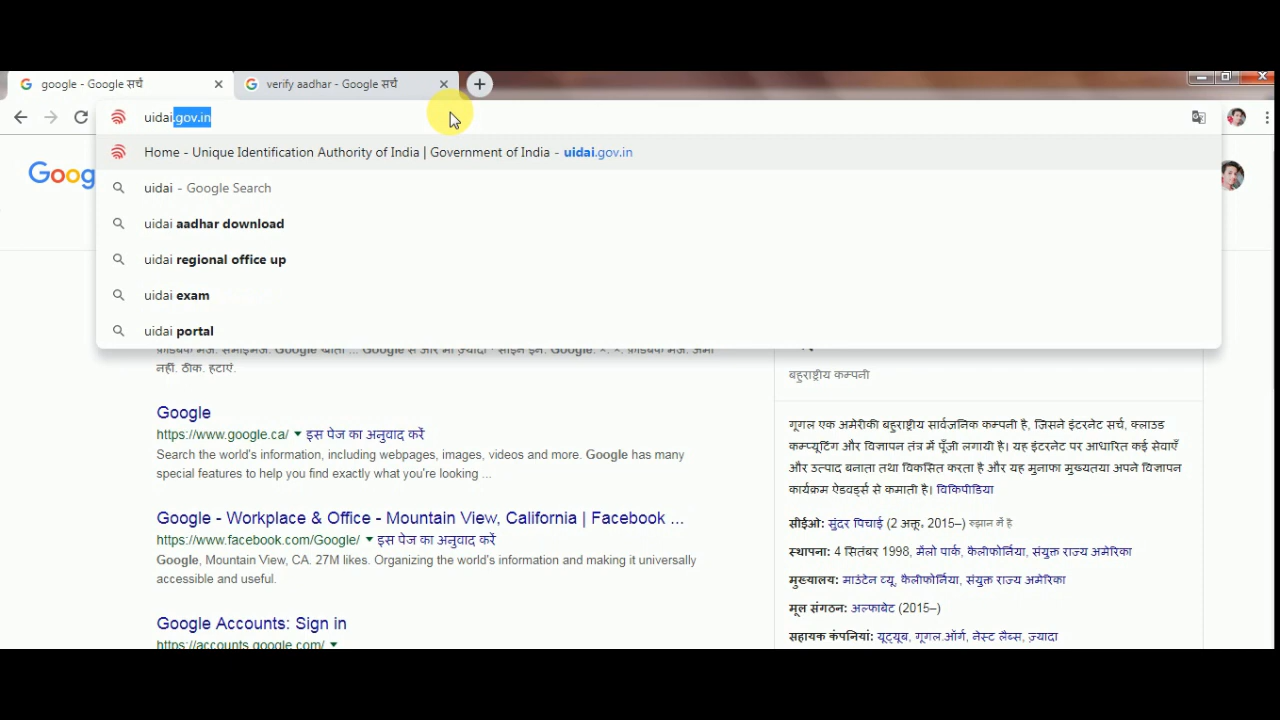 google - Google सर्च
verify aadhar - Google सर्च
uidai.gov.in
Home - Unique Identification Authority of India | Government of India - uidai.gov.in
uidai - Google Search
uidai aadhar download
uidai regional office up
uidai exam
uidai portal
Goog
नहीं. ठीक. हटाएं.
Google
https://www.google.ca/ इस पेज का अनुवाद करें
Search the world's information, including webpages, images, videos and more. Google has many
special features to help you find exactly what you're looking ...
Google - Workplace & Office - Mountain View, California | Facebook ...
https://www.facebook.com/Google/ इस पेज का अनुवाद करें
Google, Mountain View, CA. 27M likes. Organizing the world's information and making it universally
accessible and useful.
Google Accounts: Sign in
https://accounts.google.com/
बहुराष्ट्रीय कम्पनी
गूगल एक अमेरीकी बहुराष्ट्रीय सार्वजनिक कम्पनी है, जिसने इंटरनेट सर्च, क्लाउड
कम्प्यूटिंग और विज्ञापन तंत्र में पूँजी लगायी है। यह इंटरनेट पर आधारित कई सेवाएँ
और उत्पाद बनाता तथा विकसित करता है और यह मुनाफा मुख्यतया अपने विज्ञापन
कार्यक्रम ऐडवर्ड्स से कमाती है। विकिपीडिया
सीईओ: सुंदर पिचाई (2 अक्तू॰ 2015–) रुझान में है
स्थापना: 4 सितंबर 1998, मॅलो पार्क, कैलीफोर्निया, संयुक्त राज्य अमेरिका
मुख्यालय: माउंटेन व्यू, कैलीफोर्निया, संयुक्त राज्य अमेरिका
मूल संगठन: अल्फाबेट (2015–)
सहायक कंपनियां: यूट्यूब, गूगल.ऑर्ग, नेस्ट लैब्स, ज़्यादा